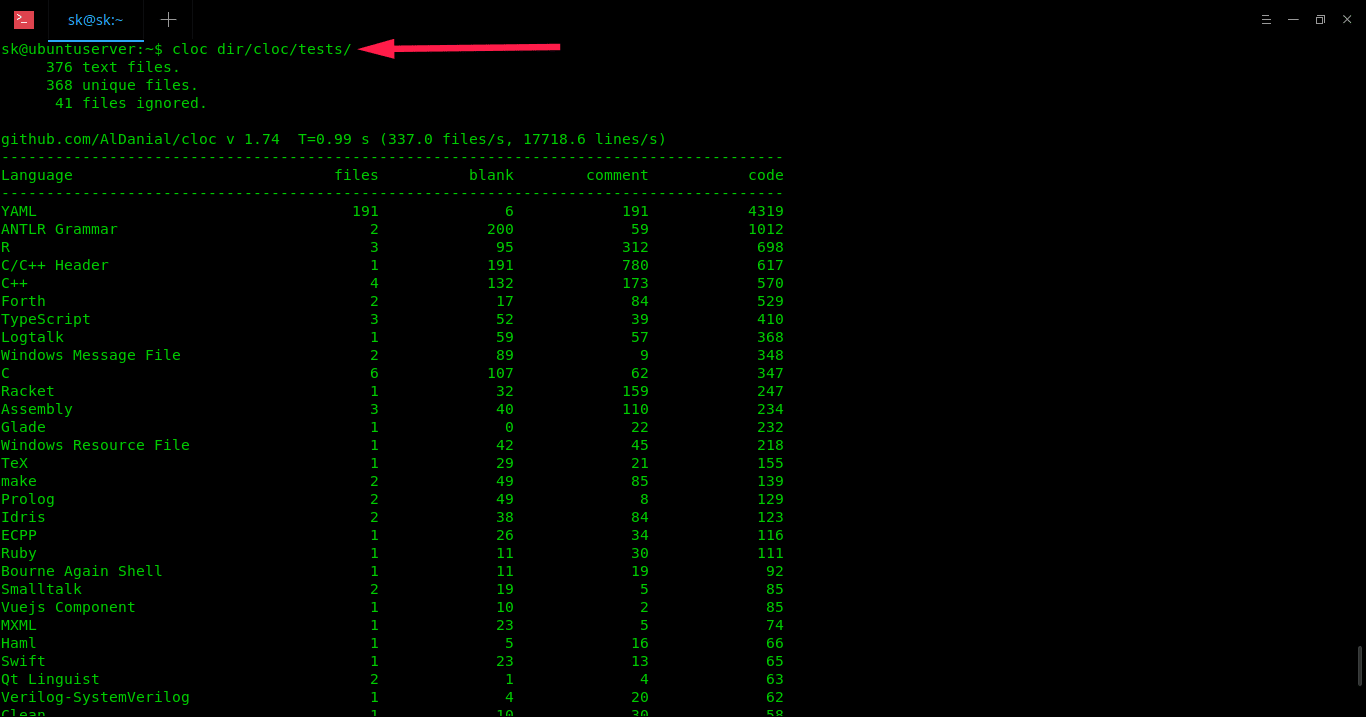 sk@sk:~
sk@ubuntuserver:~$ cloc dir/cloc/tests/
     376 text files.
     368 unique files.
      41 files ignored.

github.com/AlDanial/cloc v 1.74  T=0.99 s (337.0 files/s, 17718.6 lines/s)
---------------------------------------------------------------------------------------
Language                             files          blank        comment           code
---------------------------------------------------------------------------------------
YAML                                   191              6            191           4319
ANTLR Grammar                            2            200             59           1012
R                                        3             95            312            698
C/C++ Header                             1            191            780            617
C++                                      4            132            173            570
Forth                                    2             17             84            529
TypeScript                               3             52             39            410
Logtalk                                  1             59             57            368
Windows Message File                     2             89              9            348
C                                        6            107             62            347
Racket                                   1             32            159            247
Assembly                                 3             40            110            234
Glade                                    1              0             22            232
Windows Resource File                    1             42             45            218
TeX                                      1             29             21            155
make                                     2             49             85            139
Prolog                                   2             49              8            129
Idris                                    2             38             84            123
ECPP                                     1             26             34            116
Ruby                                     1             11             30            111
Bourne Again Shell                       1             11             19             92
Smalltalk                                2             19              5             85
Vuejs Component                          1             10              2             85
MXML                                     1             23              5             74
Haml                                     1              5             16             66
Swift                                    1             23             13             65
Qt Linguist                              2              1              4             63
Verilog-SystemVerilog                    1              4             20             62
Clean                                    1             10             30             58